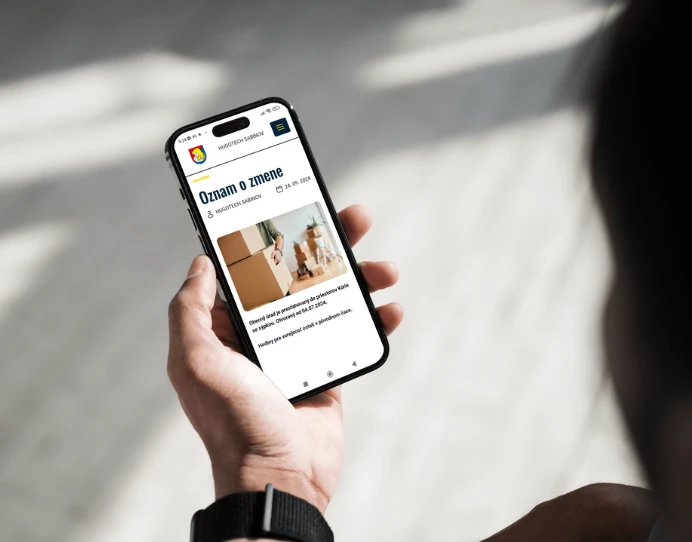 HUGOTECH SABINOV
Oznam o zmene
HUGOTECH SABINOV
24. 09. 2024
Obecný úrad je presťahovaný do priestorov Kúrie
so sýpkou. Otvorený od 04.07.2024.
Hodiny pre verejnosť ostali v pôvodnom čase.